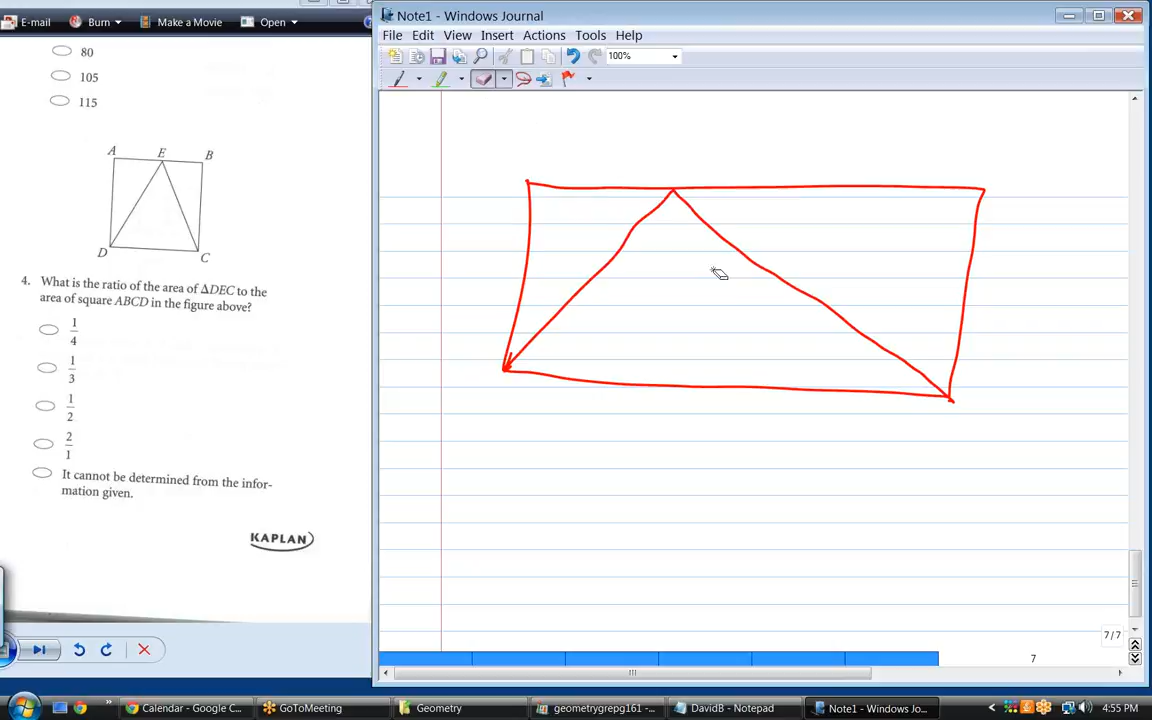 E-mail Burn Make a Movie Open
80
105
115
A E B
D C
4. What is the ratio of the area of ΔDEC to the
area of square ABCD in the figure above?
1
4
1
3
1
2
2
1
It cannot be determined from the infor-
mation given.
KAPLAN
Note1 - Windows Journal
File Edit View Insert Actions Tools Help
100%
7/7
7
» Calendar - Google C... GoToMeeting Geometry geometrygrepg161 -... DavidB - Notepad Note1 - Windows Jo... 4:55 PM